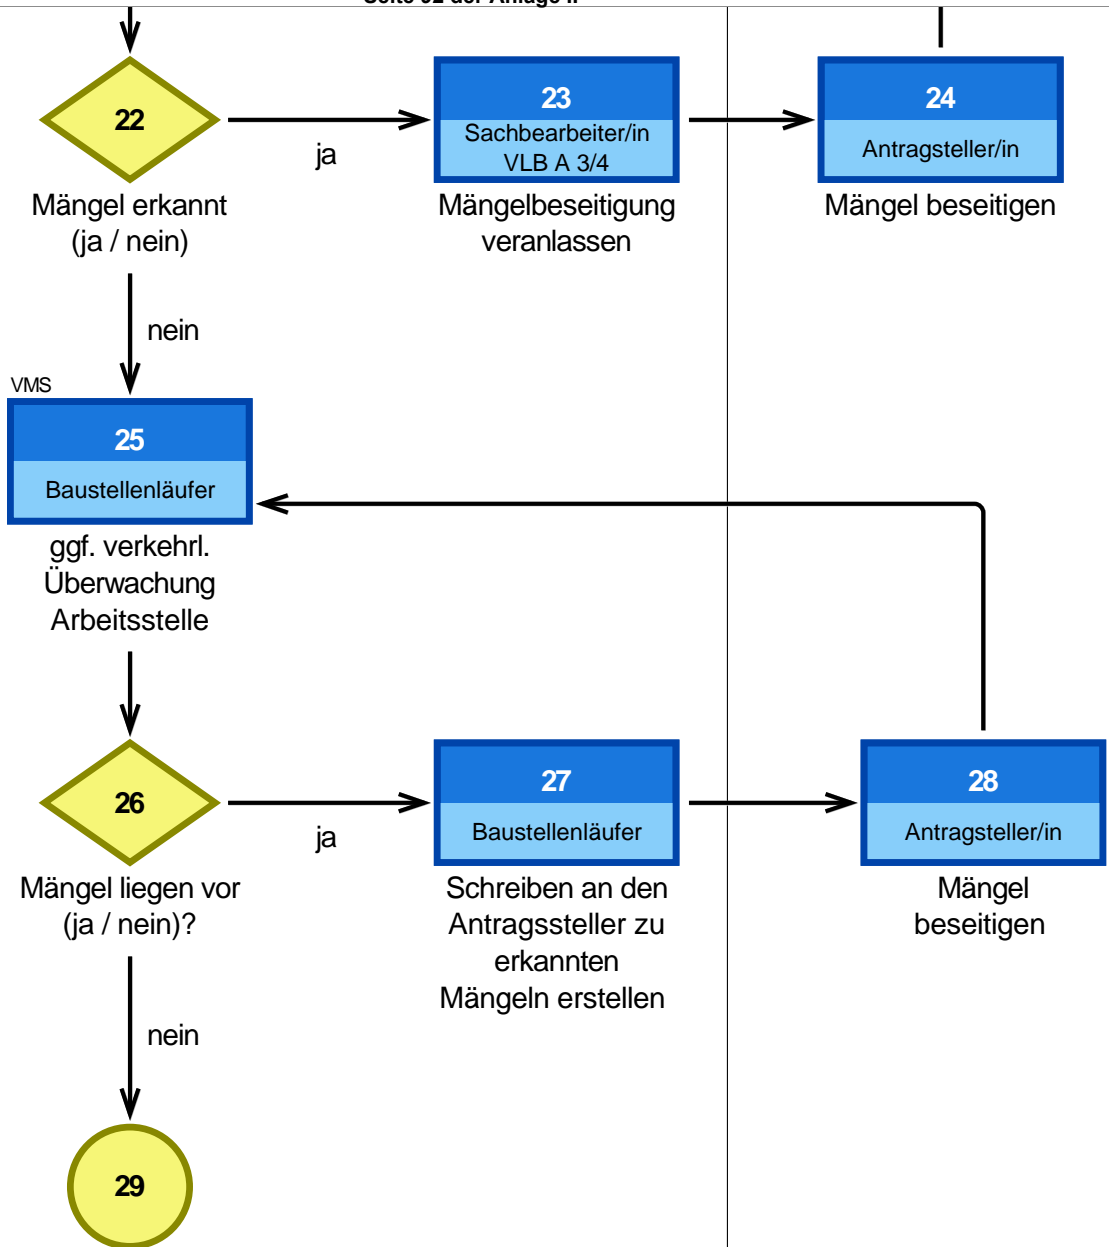 22
ja
23
Sachbearbeiter/in
VLB A 3/4
24
Antragsteller/in
Mängel erkannt
(ja / nein)
Mängelbeseitigung
veranlassen
Mängel beseitigen
nein
VMS
25
Baustellenläufer
ggf. verkehrl.
Überwachung
Arbeitsstelle
26
ja
27
Baustellenläufer
28
Antragsteller/in
Mängel liegen vor
(ja / nein)?
Schreiben an den
Antragssteller zu
erkannten
Mängeln erstellen
Mängel
beseitigen
nein
29